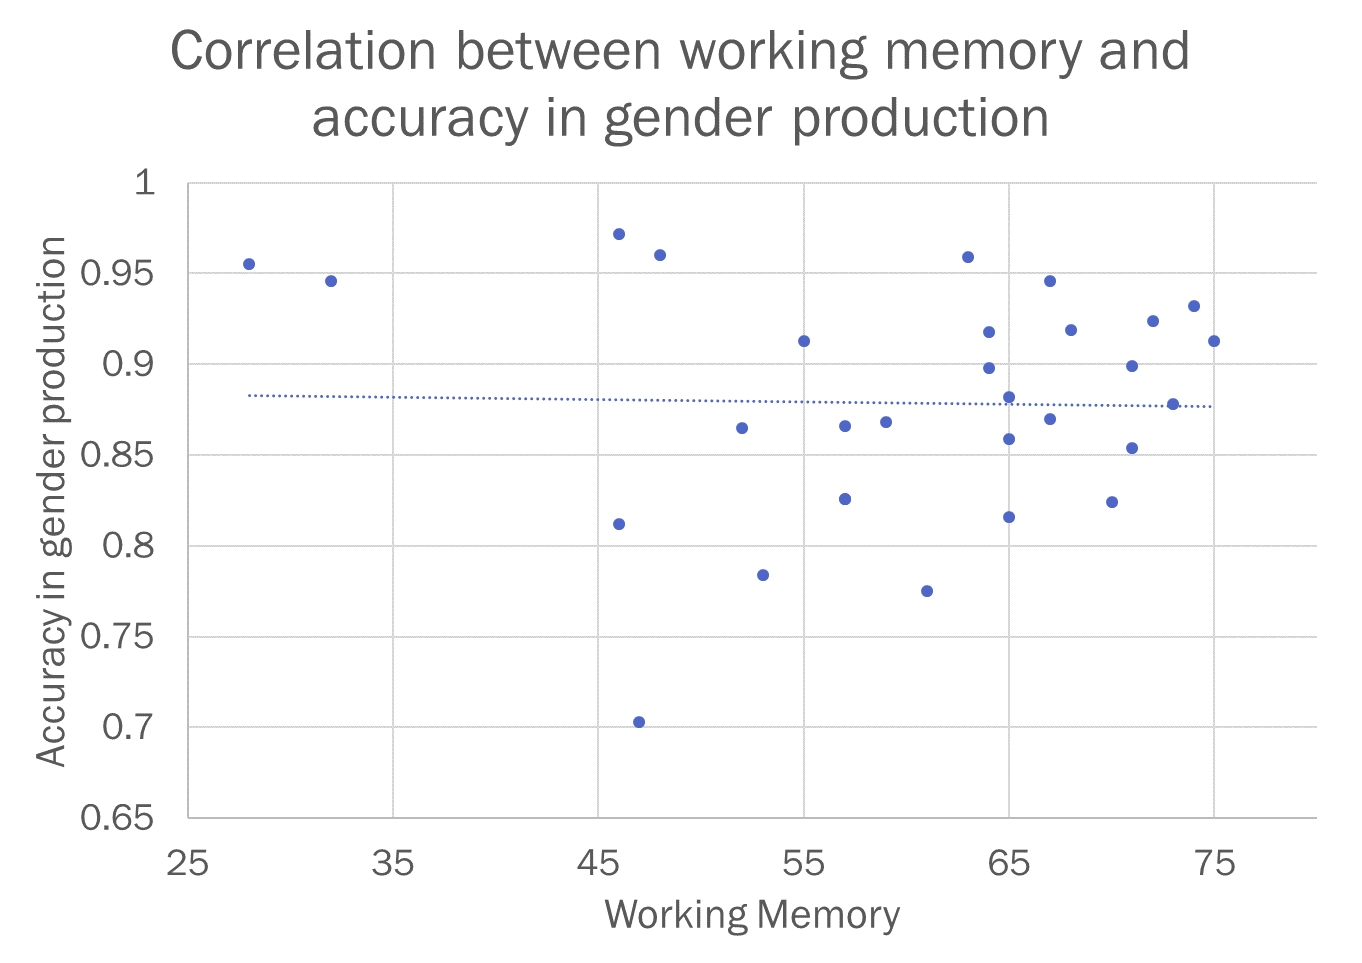 Correlation between working memory and
accuracy in gender production
1
0.95
0.9
0.85
0.8
0.75
0.7
0.65
Accuracy in gender production
25 35 45 55 65 75
Working Memory